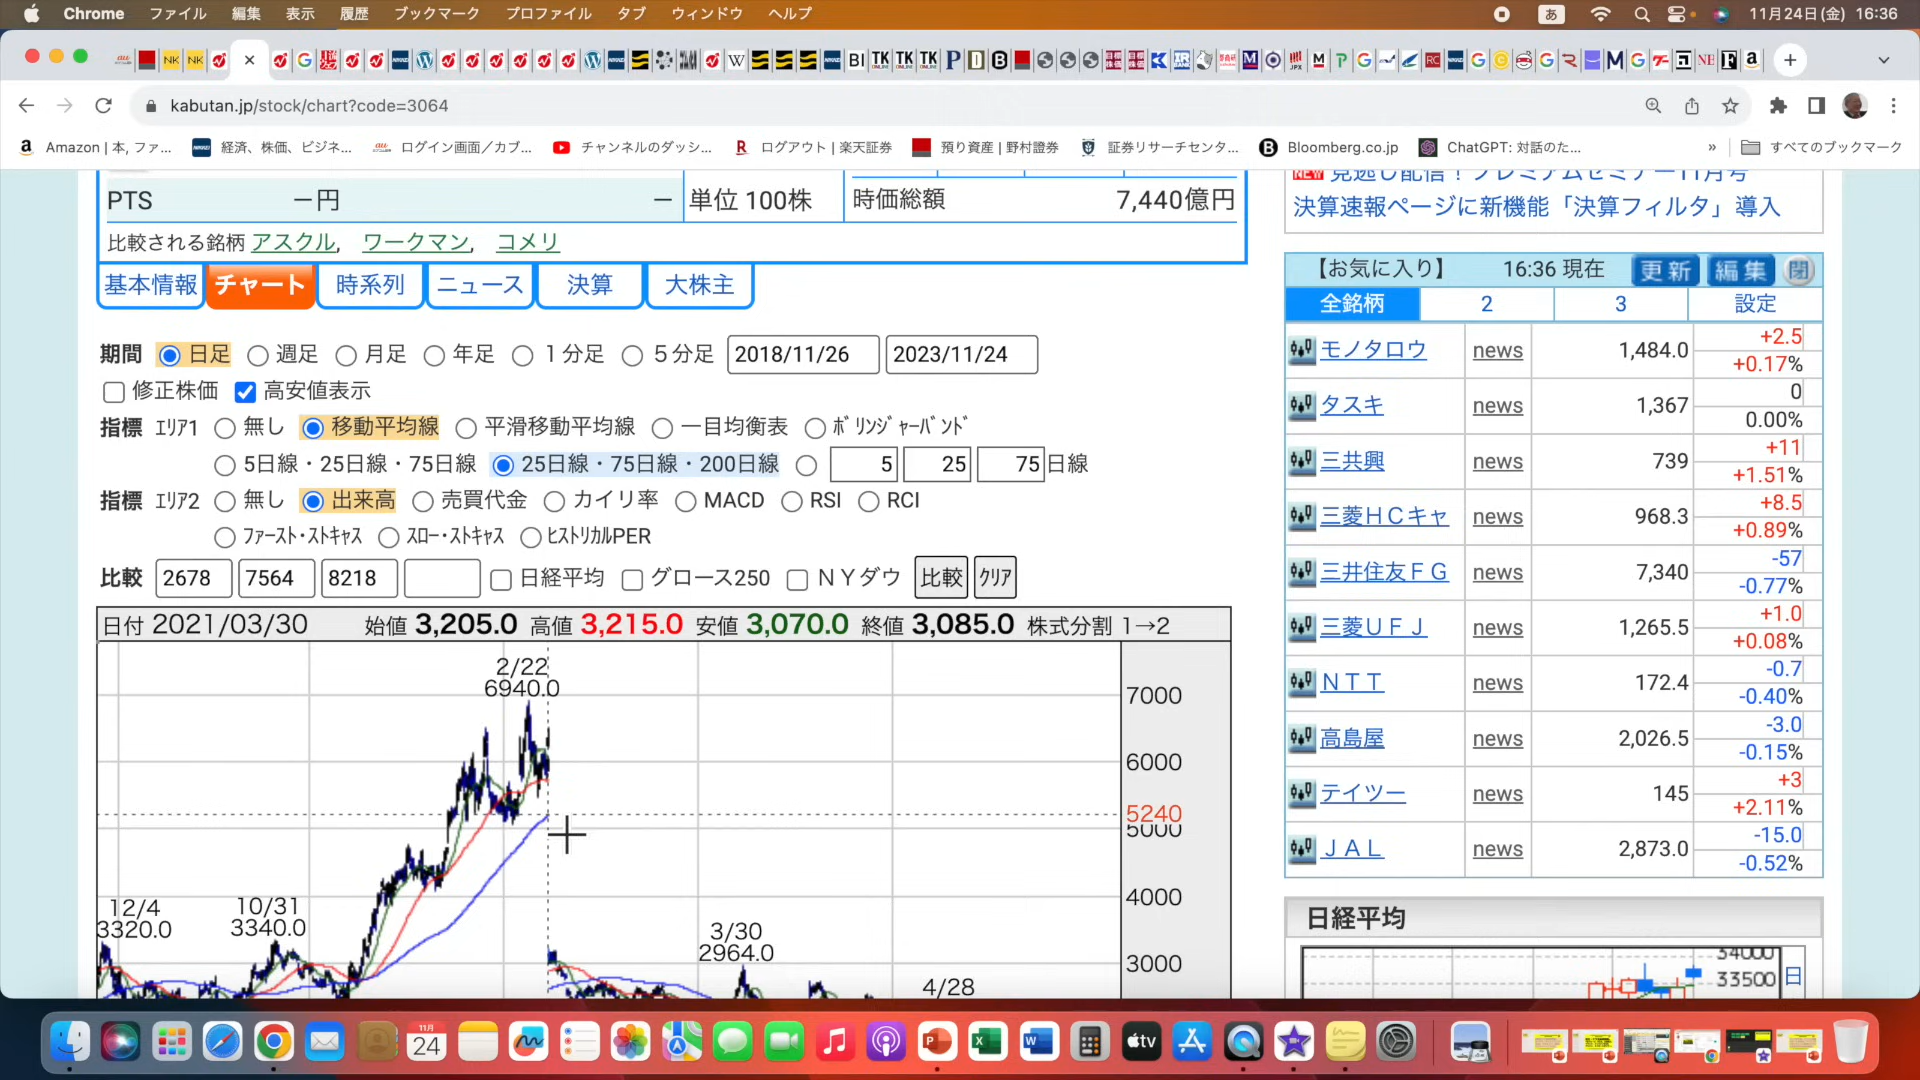 Chrome ファイル 編集 表示 履歴 ブックマーク プロファイル タブ ウィンドウ ヘルプ あ 11月24日(金) 16:36
kabutan.jp/stock/chart?code=3064
Amazon | 本, ファ... 経済、株価、ビジネ... ログイン画面／カブ... チャンネルのダッシ... ログアウト | 楽天証券 預り資産 | 野村證券 証券リサーチセンタ... Bloomberg.co.jp ChatGPT: 対話のた... » すべてのブックマーク
PTS －円 － 単位 100株 時価総額 7,440億円
比較される銘柄 アスクル, ワークマン, コメリ
基本情報 チャート 時系列 ニュース 決算 大株主
期間 日足 週足 月足 年足 １分足 ５分足 2018/11/26 2023/11/24
修正株価 高安値表示
指標 ｴﾘｱ1 無し 移動平均線 平滑移動平均線 一目均衡表 ﾎﾞﾘﾝｼﾞｬｰﾊﾞﾝﾄﾞ
5日線・25日線・75日線 25日線・75日線・200日線 5 25 75 日線
指標 ｴﾘｱ2 無し 出来高 売買代金 カイリ率 MACD RSI RCI
ﾌｧｰｽﾄ･ｽﾄｷｬｽ ｽﾛｰ･ｽﾄｷｬｽ ﾋｽﾄﾘｶﾙPER
比較 2678 7564 8218 日経平均 グロース250 ＮＹダウ 比較 ｸﾘｱ
日付 2021/03/30 始値 3,205.0 高値 3,215.0 安値 3,070.0 終値 3,085.0 株式分割 1→2
2/22
6940.0
7000
6000
5240
5000
4000
3000
12/4
3320.0
10/31
3340.0
3/30
2964.0
4/28
NEW 見逃し配信！プレミアムセミナー11月号
決算速報ページに新機能「決算フィルタ」導入
【お気に入り】 16:36 現在 更新 編集 閉
全銘柄 2 3 設定
モノタロウ news 1,484.0 +2.5 +0.17%
タスキ news 1,367 0 0.00%
三共興 news 739 +11 +1.51%
三菱ＨＣキャ news 968.3 +8.5 +0.89%
三井住友ＦＧ news 7,340 -57 -0.77%
三菱ＵＦＪ news 1,265.5 +1.0 +0.08%
ＮＴＴ news 172.4 -0.7 -0.40%
高島屋 news 2,026.5 -3.0 -0.15%
テイツー news 145 +3 +2.11%
ＪＡＬ news 2,873.0 -15.0 -0.52%
日経平均
34000
33500
日
11月
24
tv